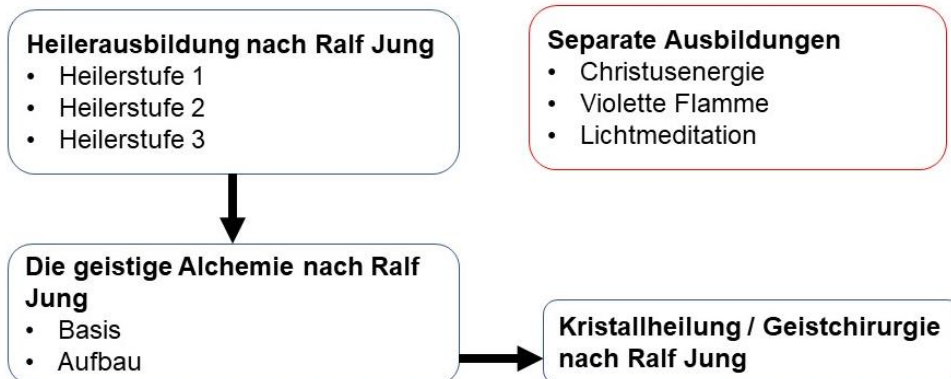 Heilerausbildung nach Ralf Jung
• Heilerstufe 1
• Heilerstufe 2
• Heilerstufe 3
Separate Ausbildungen
• Christusenergie
• Violette Flamme
• Lichtmeditation
Die geistige Alchemie nach Ralf
Jung
• Basis
• Aufbau
Kristallheilung / Geistchirurgie
nach Ralf Jung